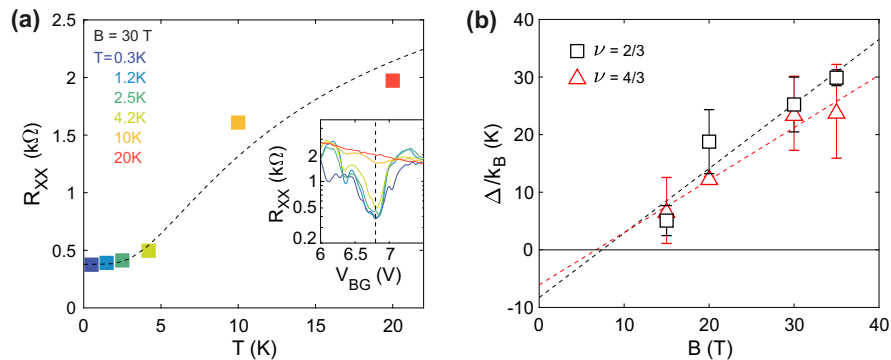 (a)
B = 30 T
T=0.3K
1.2K
2.5K
4.2K
10K
20K
R_XX (kΩ)
2.5
2
1.5
1
0.5
0
0
5
10
15
20
T (K)
R_XX (kΩ)
2
1
0.5
0.2
6
6.8
7
V_BG (V)
(b)
ν = 2/3
ν = 4/3
Δ/k_B (K)
40
30
20
10
0
-10
0
10
20
30
40
B (T)